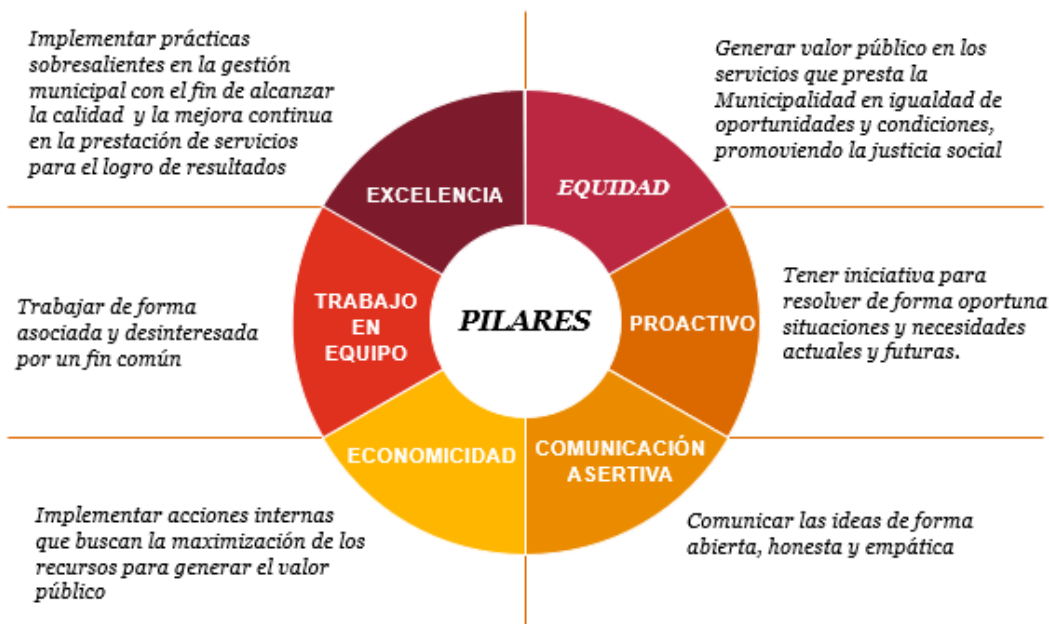 Implementar prácticas
sobresalientes en la gestión
municipal con el fin de alcanzar
la calidad y la mejora continua
en la prestación de servicios
para el logro de resultados
Generar valor público en los
servicios que presta la
Municipalidad en igualdad de
oportunidades y condiciones,
promoviendo la justicia social
EXCELENCIA
EQUIDAD
Trabajar de forma
asociada y desinteresada
por un fin común
TRABAJO
EN
EQUIPO
PILARES
PROACTIVO
Tener iniciativa para
resolver de forma oportuna
situaciones y necesidades
actuales y futuras.
ECONOMICIDAD
COMUNICACIÓN
ASERTIVA
Implementar acciones internas
que buscan la maximización de los
recursos para generar el valor
público
Comunicar las ideas de forma
abierta, honesta y empática